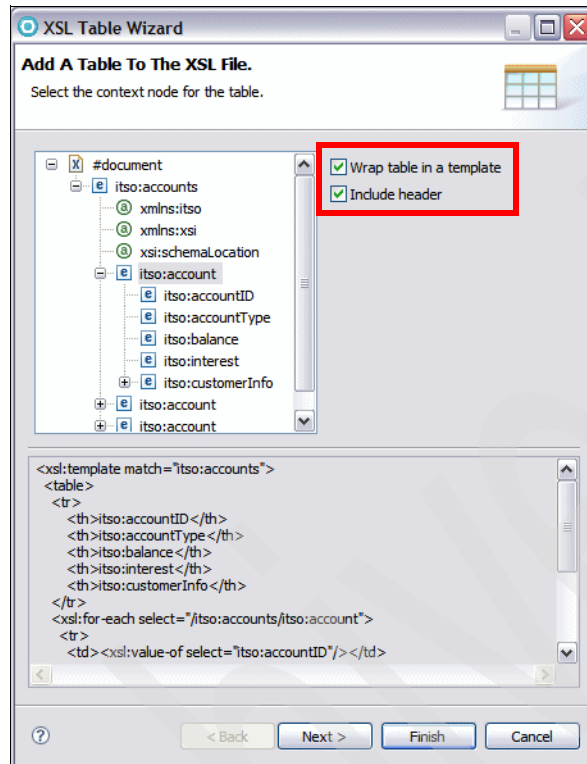 XSL Table Wizard
Add A Table To The XSL File.
Select the context node for the table.
#document
itso:accounts
xmlns:itso
xmlns:xsi
xsi:schemaLocation
itso:account
itso:accountID
itso:accountType
itso:balance
itso:interest
itso:customerInfo
itso:account
itso:account
Wrap table in a template
Include header
<xsl:template match="itso:accounts">
<table>
<tr>
<th>itso:accountID</th>
<th>itso:accountType</th>
<th>itso:balance</th>
<th>itso:interest</th>
<th>itso:customerInfo</th>
</tr>
<xsl:for-each select="/itso:accounts/itso:account">
<tr>
<td><xsl:value-of select="itso:accountID"/></td>
< Back Next > Finish Cancel